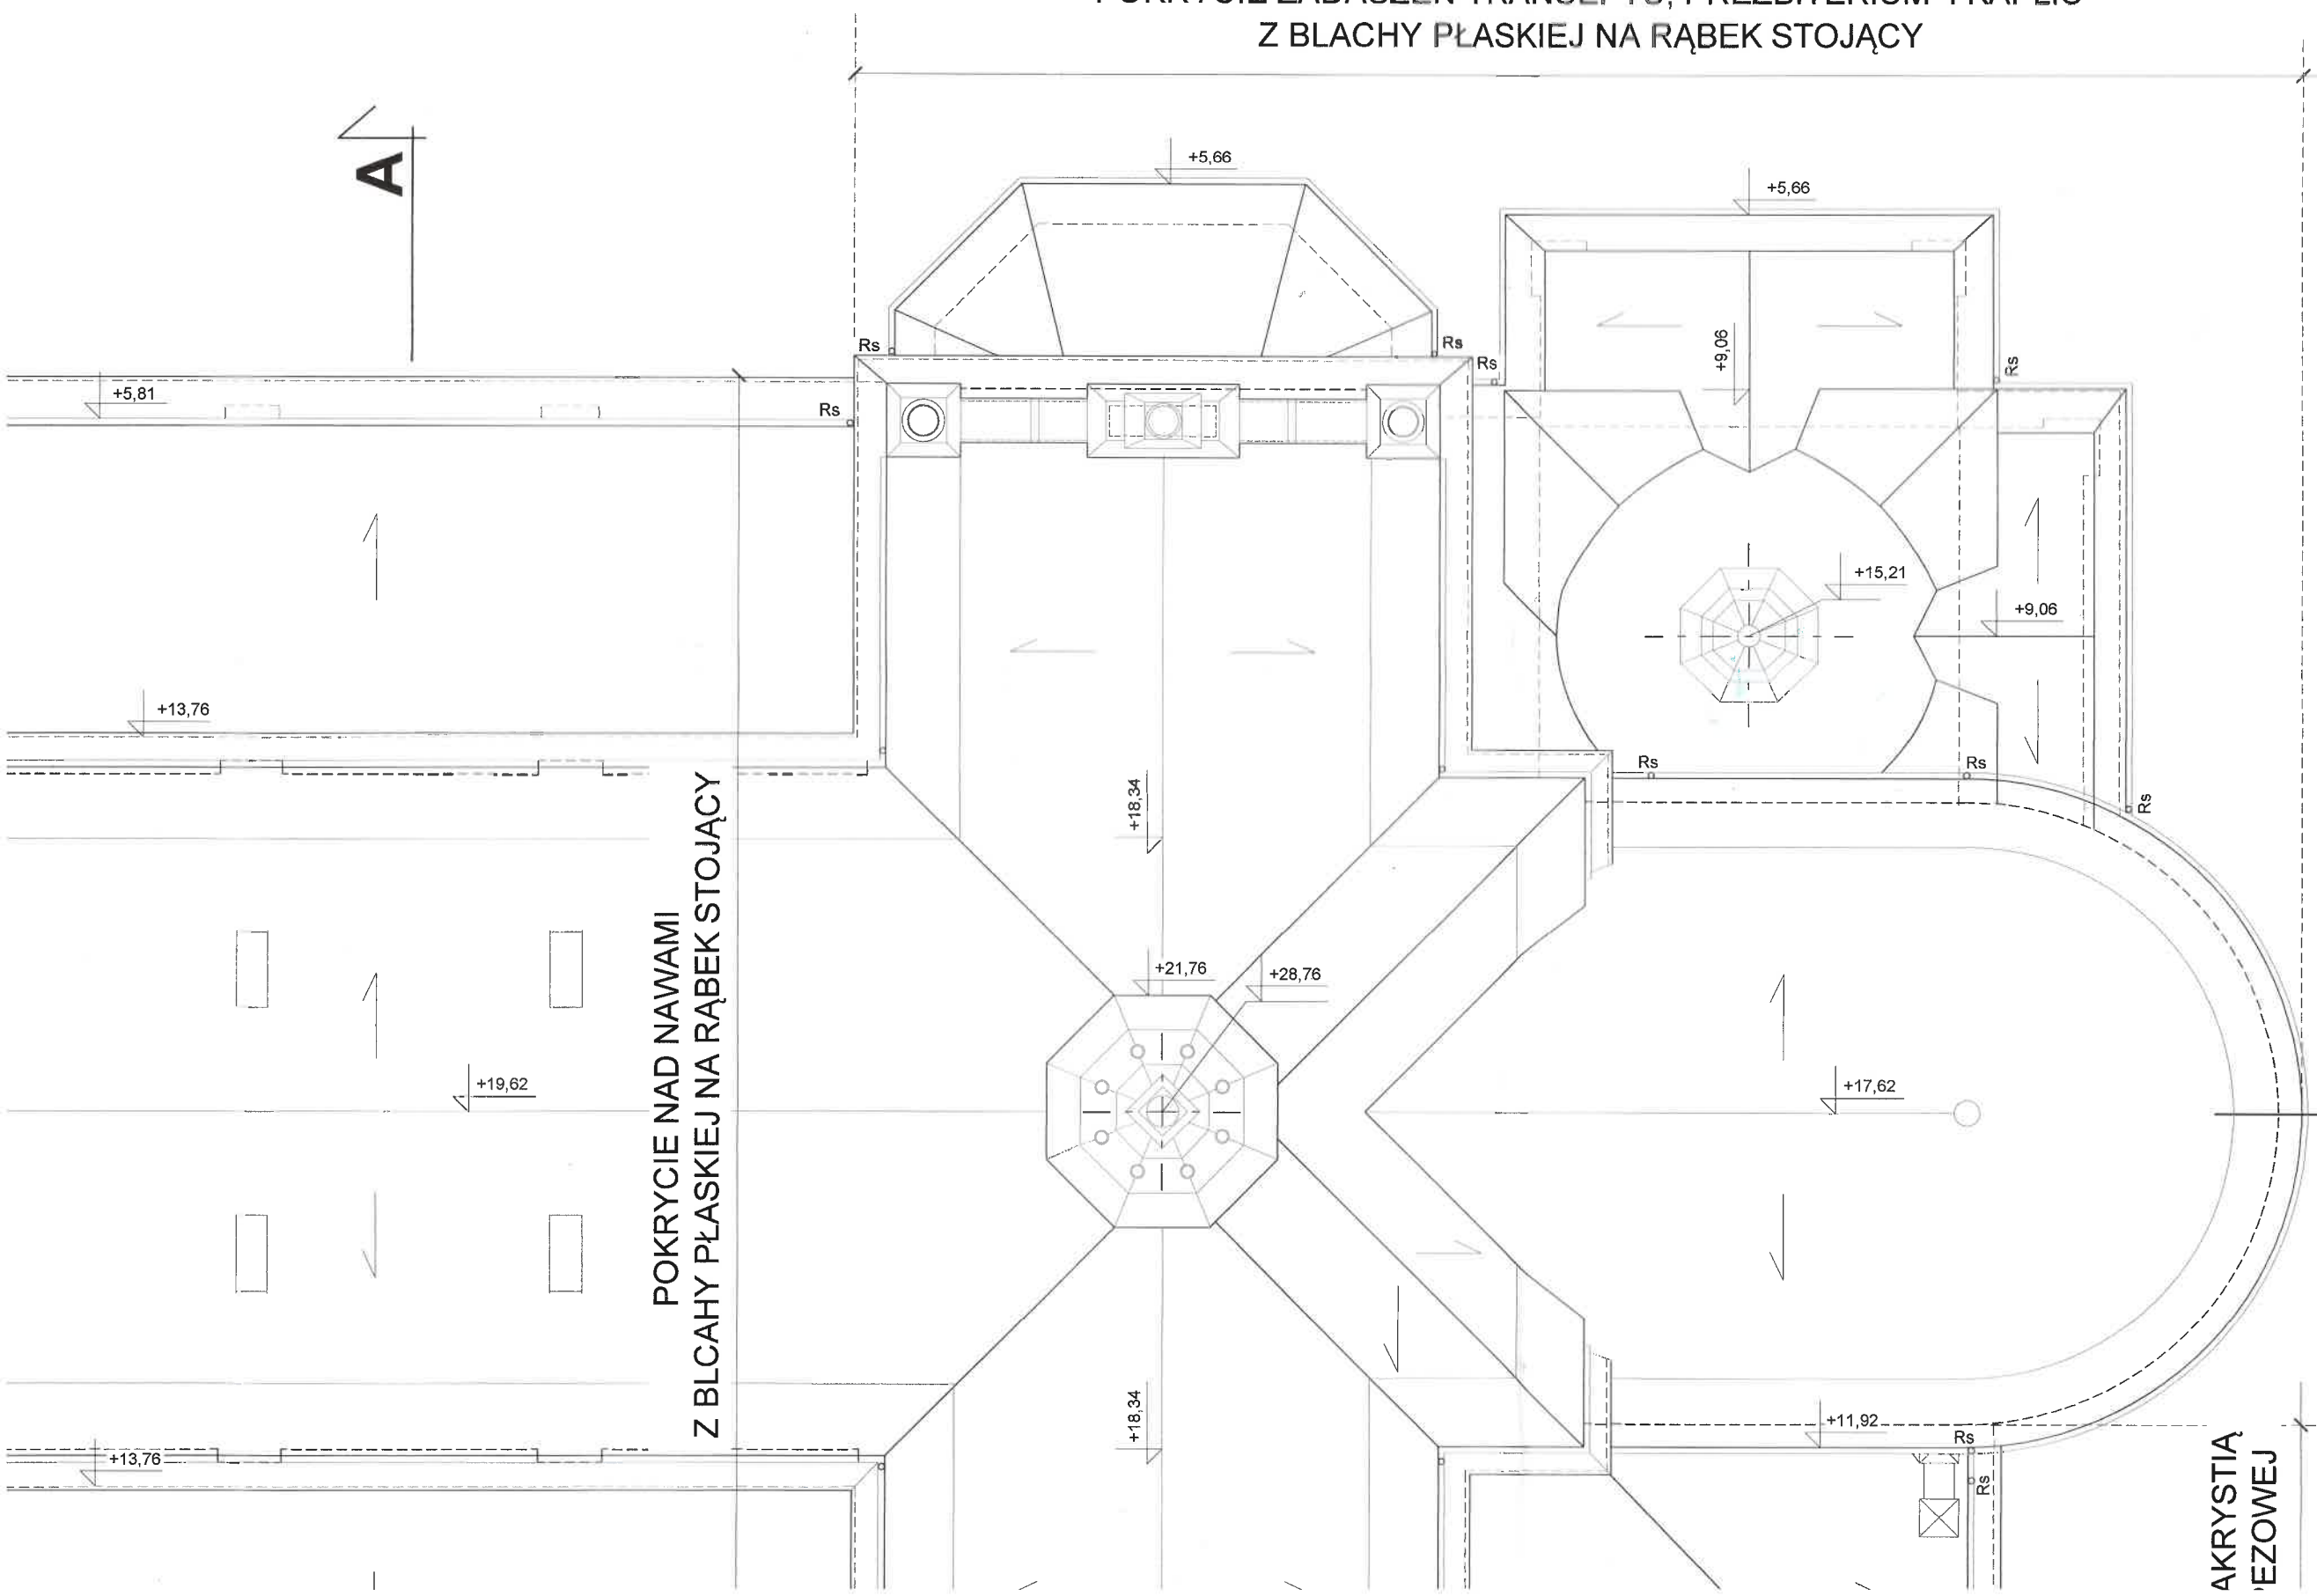 Z BLACHY PŁASKIEJ NA RĄBEK STOJĄCY
A
+5,66
+5,66
Rs
Rs
Rs
+9,06
Rs
+5,81
Rs
+15,21
+9,06
+13,76
Rs
Rs
Rs
+18,34
POKRYCIE NAD NAWAMI
Z BLCAHY PŁASKIEJ NA RĄBEK STOJĄCY
+21,76
+28,76
+19,62
+17,62
+18,34
+11,92
Rs
+13,76
Rs
AKRYSTIĄ
PEZOWEJ